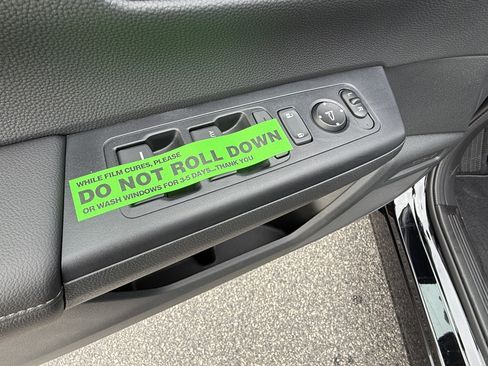 WHILE FILM CURES, PLEASE
DO NOT ROLL DOWN
OR WASH WINDOWS FOR 3-5 DAYS...THANK YOU